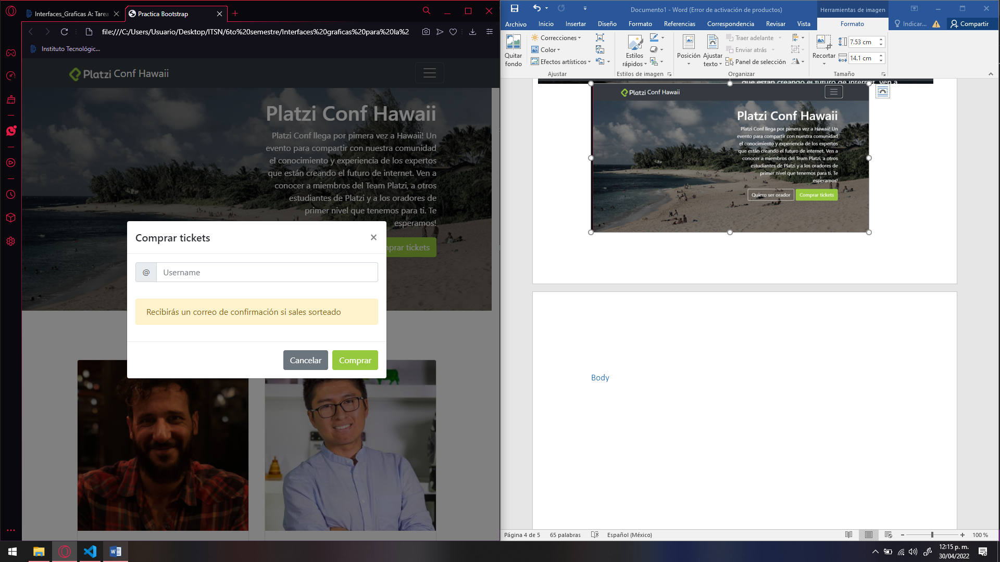 Interfaces_Graficas A: Tarea
Practica Bootstrap
file:///C:/Users/Usuario/Desktop/ITSN/6to%20semestre/Interfaces%20graficas%20para%20la%2
Instituto Tecnológic...
Platzi Conf Hawaii
Platzi Conf Hawaii
Platzi Conf llega por pimera vez a Hawaii! Un
evento para compartir con nuestra comunidad
el conocimiento y experiencia de los expertos
que están creando el futuro de internet. Ven a
conocer a miembros del Team Platzi, a otros
estudiantes de Platzi y a los oradores de
primer nivel que tenemos para ti. Te
esperamos!
mprar tickets
Comprar tickets
×
@ Username
Recibirás un correo de confirmación si sales sorteado
Cancelar Comprar
Documento1 - Word (Error de activación de productos)
Herramientas de imagen
Archivo Inicio Insertar Diseño Formato Referencias Correspondencia Revisar Vista Formato Indicar... Compartir
Quitar fondo
Correcciones
Color
Efectos artísticos
Ajustar
Estilos rápidos
Estilos de imagen
Posición
Ajustar texto
Traer adelante
Enviar atrás
Panel de selección
Organizar
Recortar
7.53 cm
14.1 cm
Tamaño
que están creando el futuro de internet. Ven a
Platzi Conf Hawaii
Platzi Conf Hawaii
Platzi Conf llega por pimera vez a Hawaii! Un
evento para compartir con nuestra comunidad
el conocimiento y experiencia de los expertos
que están creando el futuro de internet. Ven a
conocer a miembros del Team Platzi, a otros
estudiantes de Platzi y a los oradores de
primer nivel que tenemos para ti. Te
esperamos!
Quiero ser orador Comprar tickets
Body
Página 4 de 5 65 palabras Español (México) 100 %
12:15 p. m.
30/04/2022